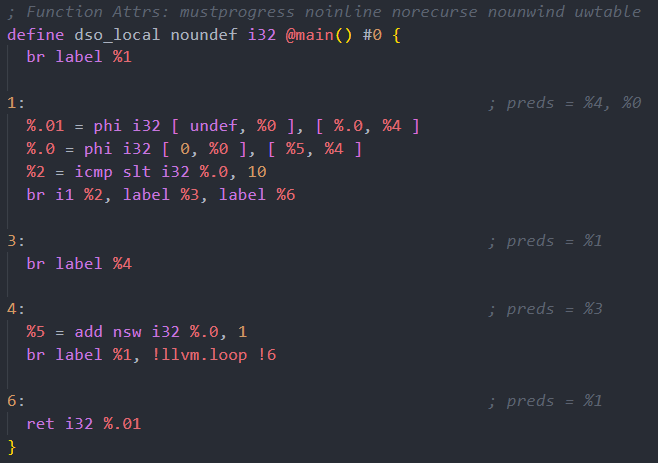 ; Function Attrs: mustprogress noinline norecurse nounwind uwtable
define dso_local noundef i32 @main() #0 {
  br label %1

1:                                                ; preds = %4, %0
  %.01 = phi i32 [ undef, %0 ], [ %.0, %4 ]
  %.0 = phi i32 [ 0, %0 ], [ %5, %4 ]
  %2 = icmp slt i32 %.0, 10
  br i1 %2, label %3, label %6

3:                                                ; preds = %1
  br label %4

4:                                                ; preds = %3
  %5 = add nsw i32 %.0, 1
  br label %1, !llvm.loop !6

6:                                                ; preds = %1
  ret i32 %.01
}